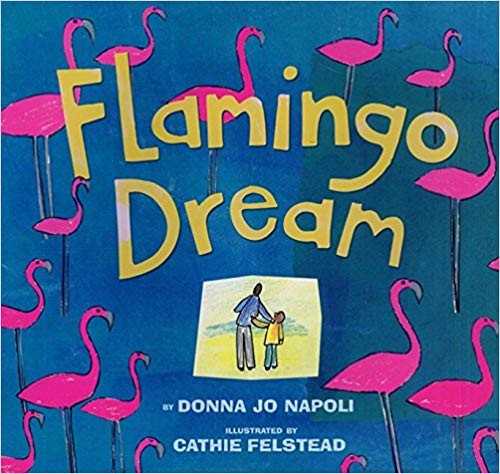 Flamingo
Dream
BY DONNA JO NAPOLI
ILLUSTRATED BY
CATHIE FELSTEAD